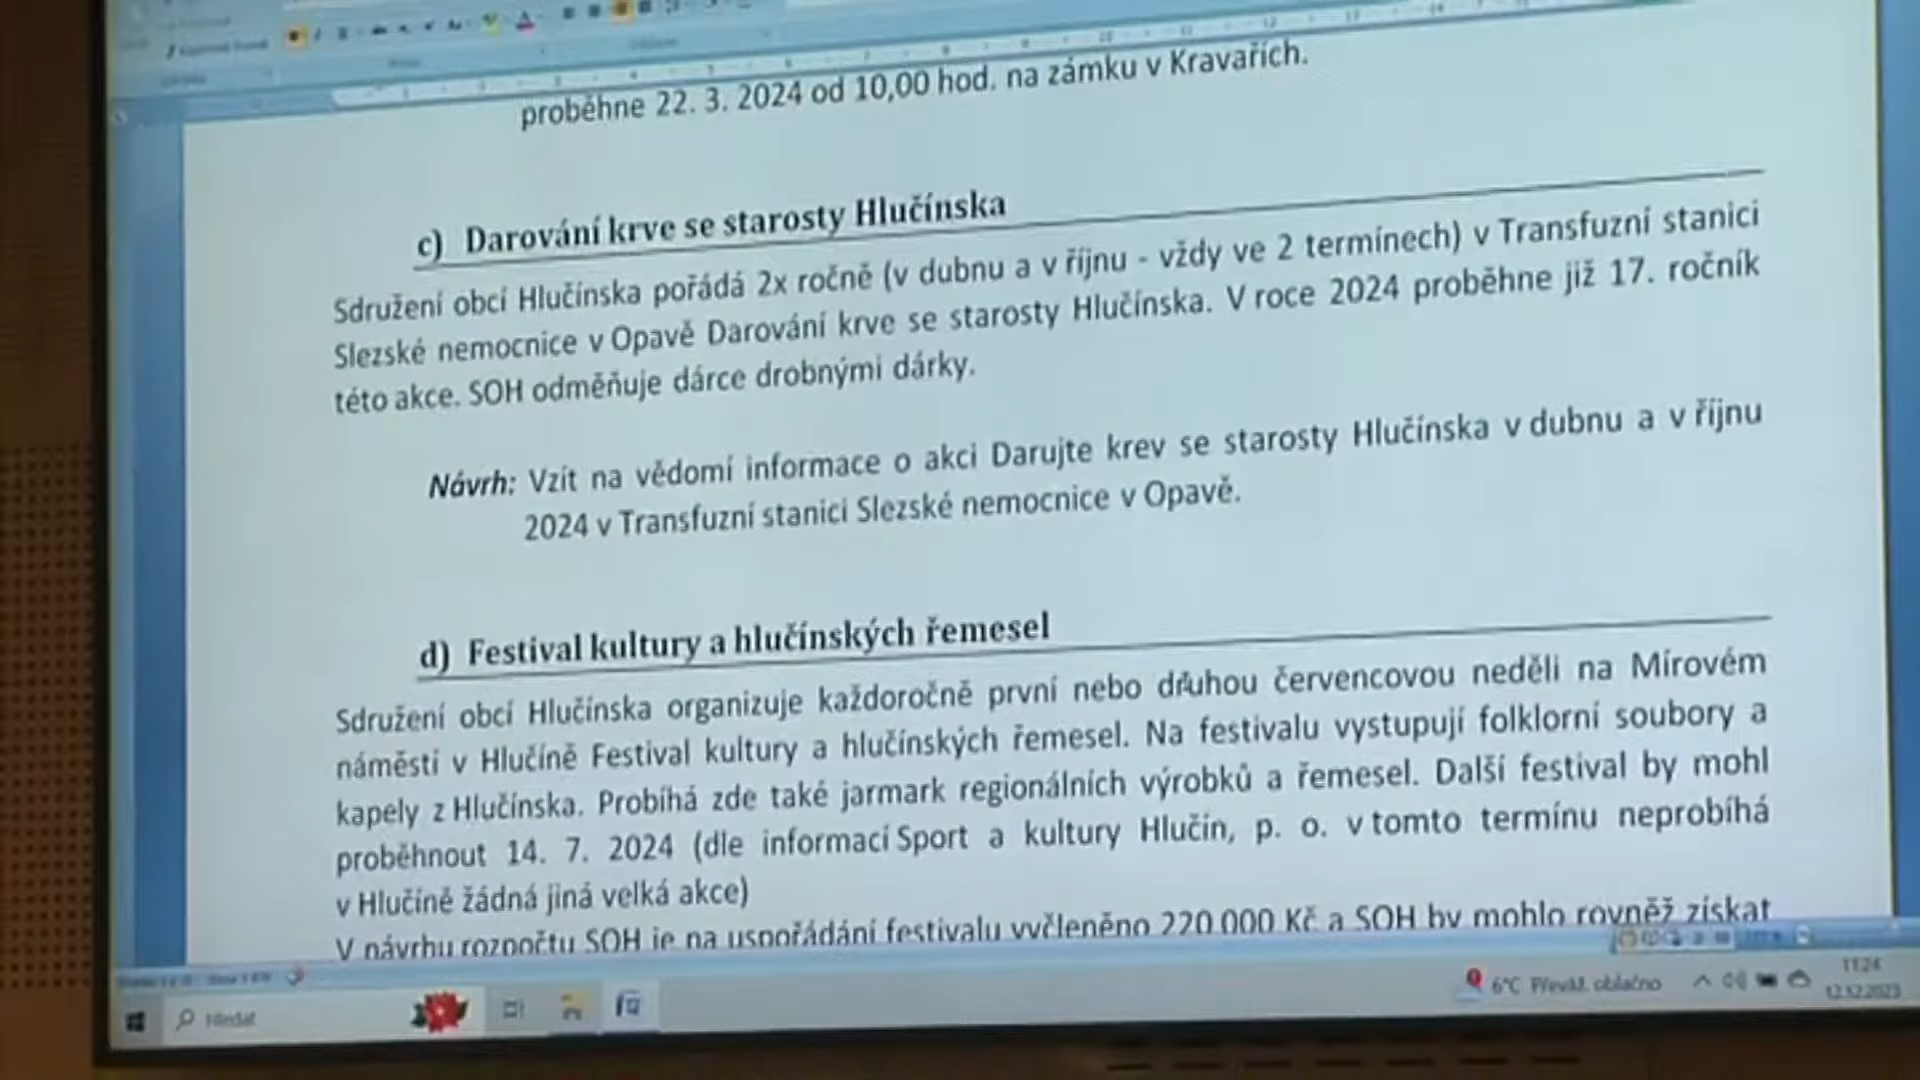 proběhne 22. 3. 2024 od 10,00 hod. na zámku v Kravařích.
c) Darování krve se starosty Hlučínska
Sdružení obcí Hlučínska pořádá 2x ročně (v dubnu a v říjnu - vždy ve 2 termínech) v Transfuzní stanici
Slezské nemocnice v Opavě Darování krve se starosty Hlučínska. V roce 2024 proběhne již 17. ročník
této akce. SOH odměňuje dárce drobnými dárky.
Návrh: Vzít na vědomí informace o akci Darujte krev se starosty Hlučínska v dubnu a v říjnu
2024 v Transfuzní stanici Slezské nemocnice v Opavě.
d) Festival kultury a hlučínských řemesel
Sdružení obcí Hlučínska organizuje každoročně první nebo druhou červencovou neděli na Mírovém
náměstí v Hlučíně Festival kultury a hlučínských řemesel. Na festivalu vystupují folklorní soubory a
kapely z Hlučínska. Probíhá zde také jarmark regionálních výrobků a řemesel. Další festival by mohl
proběhnout 14. 7. 2024 (dle informací Sport a kultury Hlučín, p. o. v tomto termínu neprobíhá
v Hlučíně žádná jiná velká akce)
V návrhu rozpočtu SOH je na uspořádání festivalu vyčleněno 220 000 Kč a SOH by mohlo rovněž získat
Hledat
6°C Převáž. oblačno
11:24
12.12.2023